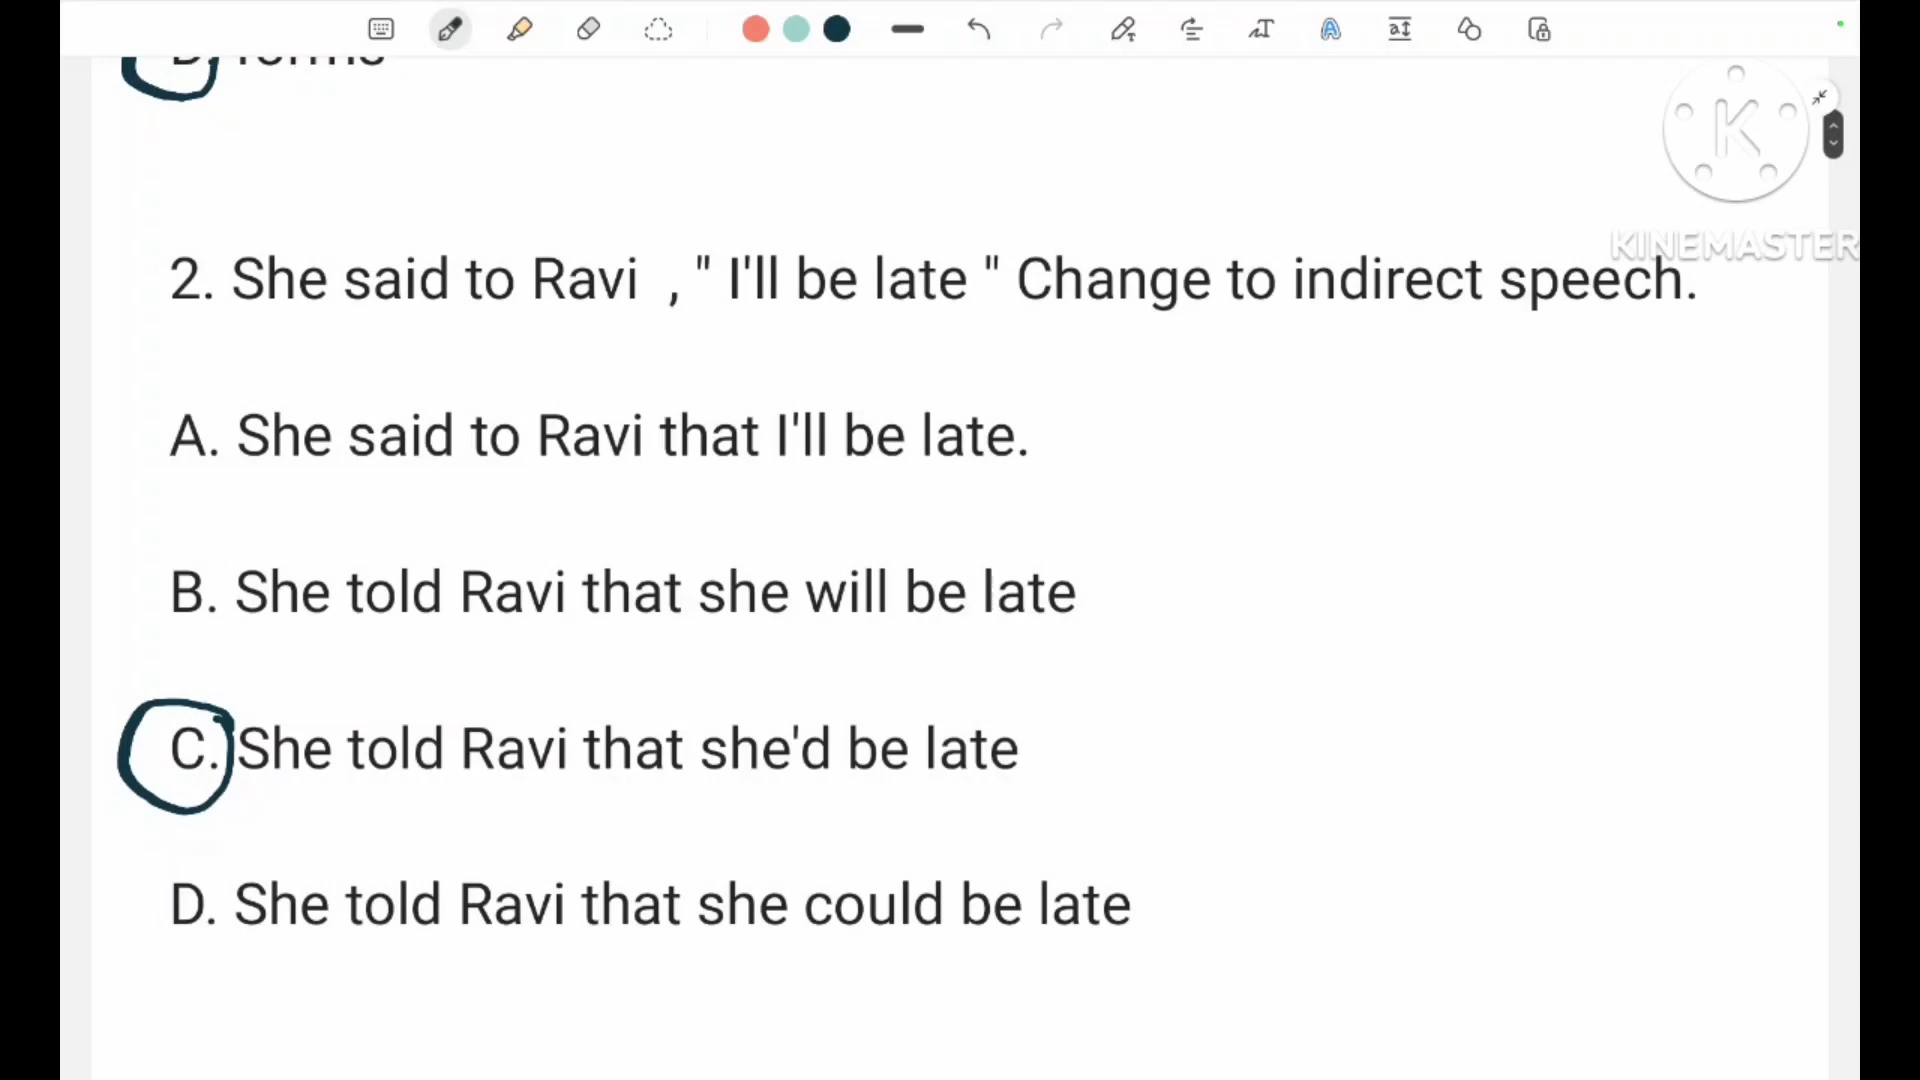 2. She said to Ravi , " I'll be late " Change to indirect speech.
A. She said to Ravi that I'll be late.
B. She told Ravi that she will be late
C. She told Ravi that she'd be late
D. She told Ravi that she could be late
KINEMASTER